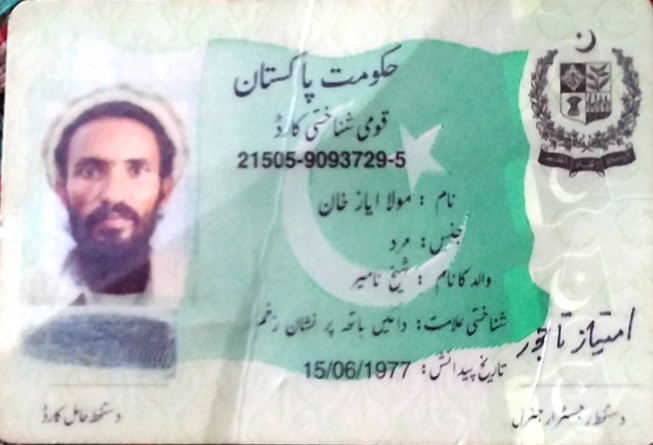 حکومت پاکستان
قومی شناختی کارڈ
21505-9093729-5
نام : مولا ایاز خان
جنس: مرد
والد کا نام : شیخ نامیر
شناختی علامت: دائیں ہاتھ پر نشان زخم
تاریخ پیدائش: 15/06/1977
امتیاز تاجور
دستخط رجسٹرار جنرل
دستخط حامل کارڈ